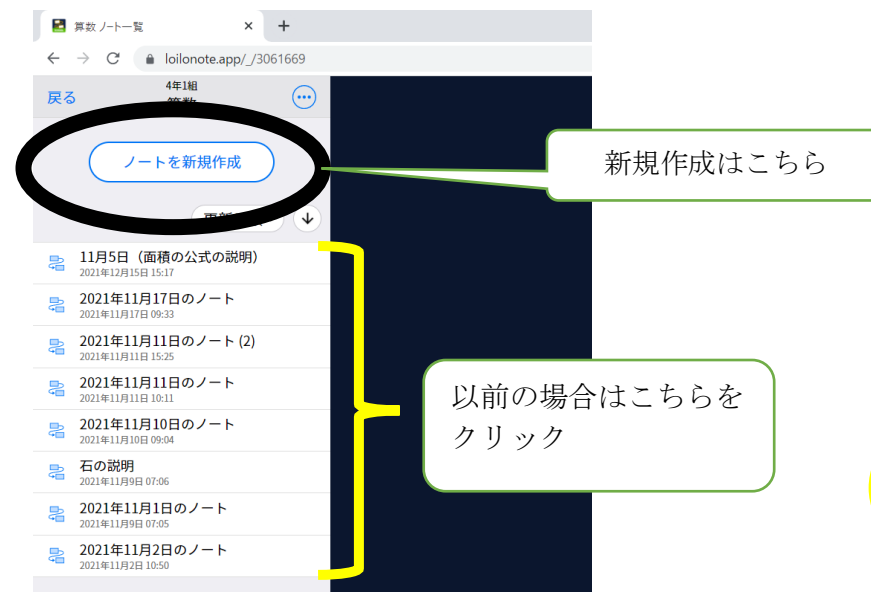 算数 ノート一覧
loilonote.app/_/3061669
戻る
4年1組
ノートを新規作成
新規作成はこちら
11月5日（面積の公式の説明）
2021年12月15日 15:17
2021年11月17日のノート
2021年11月17日 09:33
2021年11月11日のノート (2)
2021年11月11日 15:25
2021年11月11日のノート
2021年11月11日 10:11
2021年11月10日のノート
2021年11月10日 09:04
石の説明
2021年11月9日 07:06
2021年11月1日のノート
2021年11月9日 07:05
2021年11月2日のノート
2021年11月2日 10:50
以前の場合はこちらを
クリック